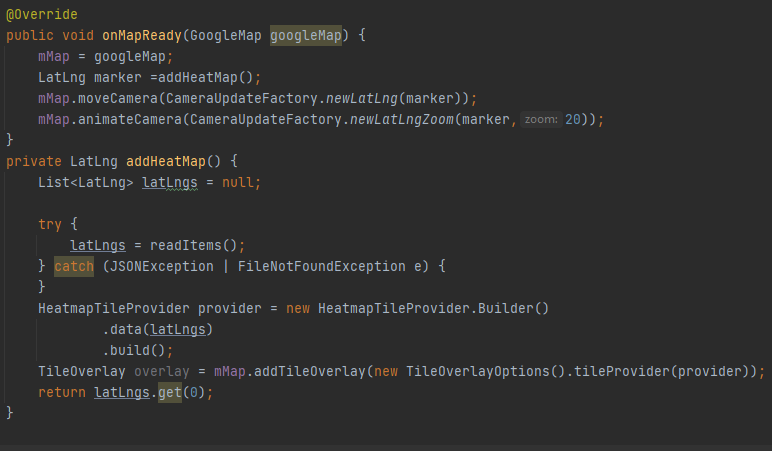 @Override
public void onMapReady(GoogleMap googleMap) {
    mMap = googleMap;
    LatLng marker =addHeatMap();
    mMap.moveCamera(CameraUpdateFactory.newLatLng(marker));
    mMap.animateCamera(CameraUpdateFactory.newLatLngZoom(marker, zoom: 20));
}
private LatLng addHeatMap() {
    List<LatLng> latLngs = null;
    try {
        latLngs = readItems();
    } catch (JSONException | FileNotFoundException e) {
    }
    HeatmapTileProvider provider = new HeatmapTileProvider.Builder()
            .data(latLngs)
            .build();
    TileOverlay overlay = mMap.addTileOverlay(new TileOverlayOptions().tileProvider(provider));
    return latLngs.get(0);
}